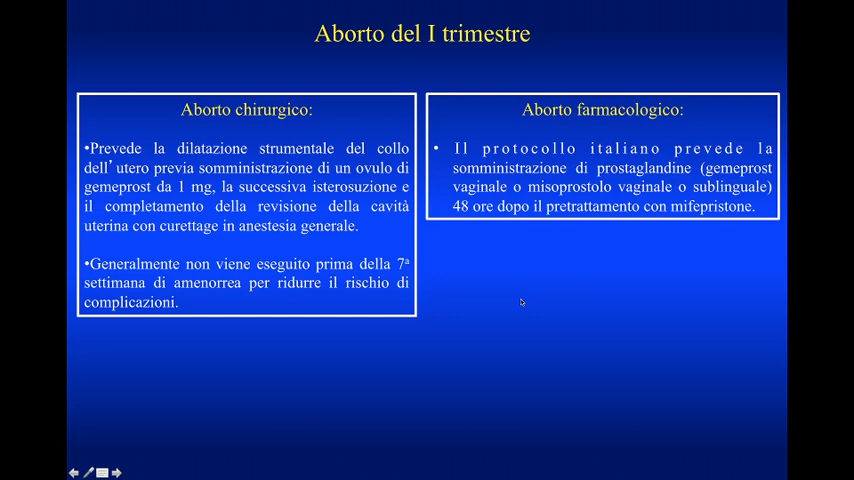 Aborto del I trimestre
Aborto chirurgico:
•Prevede la dilatazione strumentale del collo
dell’utero previa somministrazione di un ovulo di
gemeprost da 1 mg, la successiva isterosuzione e
il completamento della revisione della cavità
uterina con curettage in anestesia generale.
•Generalmente non viene eseguito prima della 7ª
settimana di amenorrea per ridurre il rischio di
complicazioni.
Aborto farmacologico:
• Il protocollo italiano prevede la
somministrazione di prostaglandine (gemeprost
vaginale o misoprostolo vaginale o sublinguale)
48 ore dopo il pretrattamento con mifepristone.